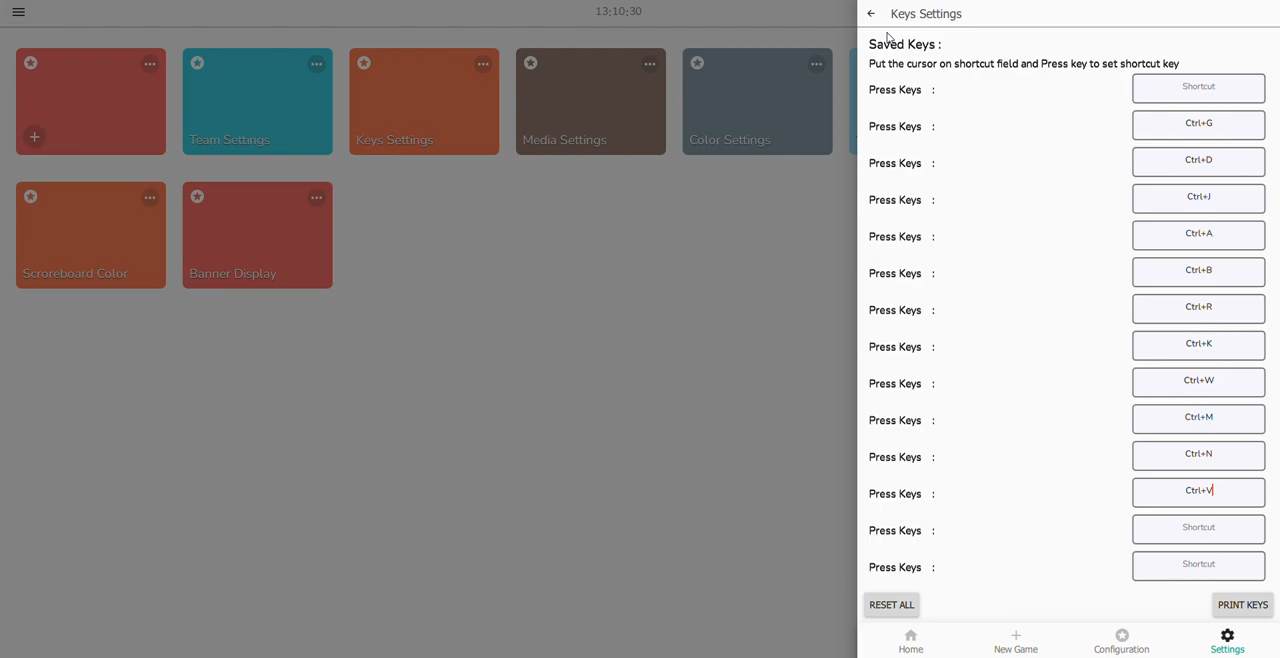 13:10:30
Keys Settings
Saved Keys :
Put the cursor on shortcut field and Press key to set shortcut key
Press Keys : Shortcut
Press Keys : Ctrl+G
Press Keys : Ctrl+D
Press Keys : Ctrl+J
Press Keys : Ctrl+A
Press Keys : Ctrl+B
Press Keys : Ctrl+R
Press Keys : Ctrl+K
Press Keys : Ctrl+W
Press Keys : Ctrl+M
Press Keys : Ctrl+N
Press Keys : Ctrl+V
Press Keys : Shortcut
Press Keys : Shortcut
RESET ALL
PRINT KEYS
Home
New Game
Configuration
Settings
Team Settings
Keys Settings
Media Settings
Color Settings
Scroreboard Color
Banner Display